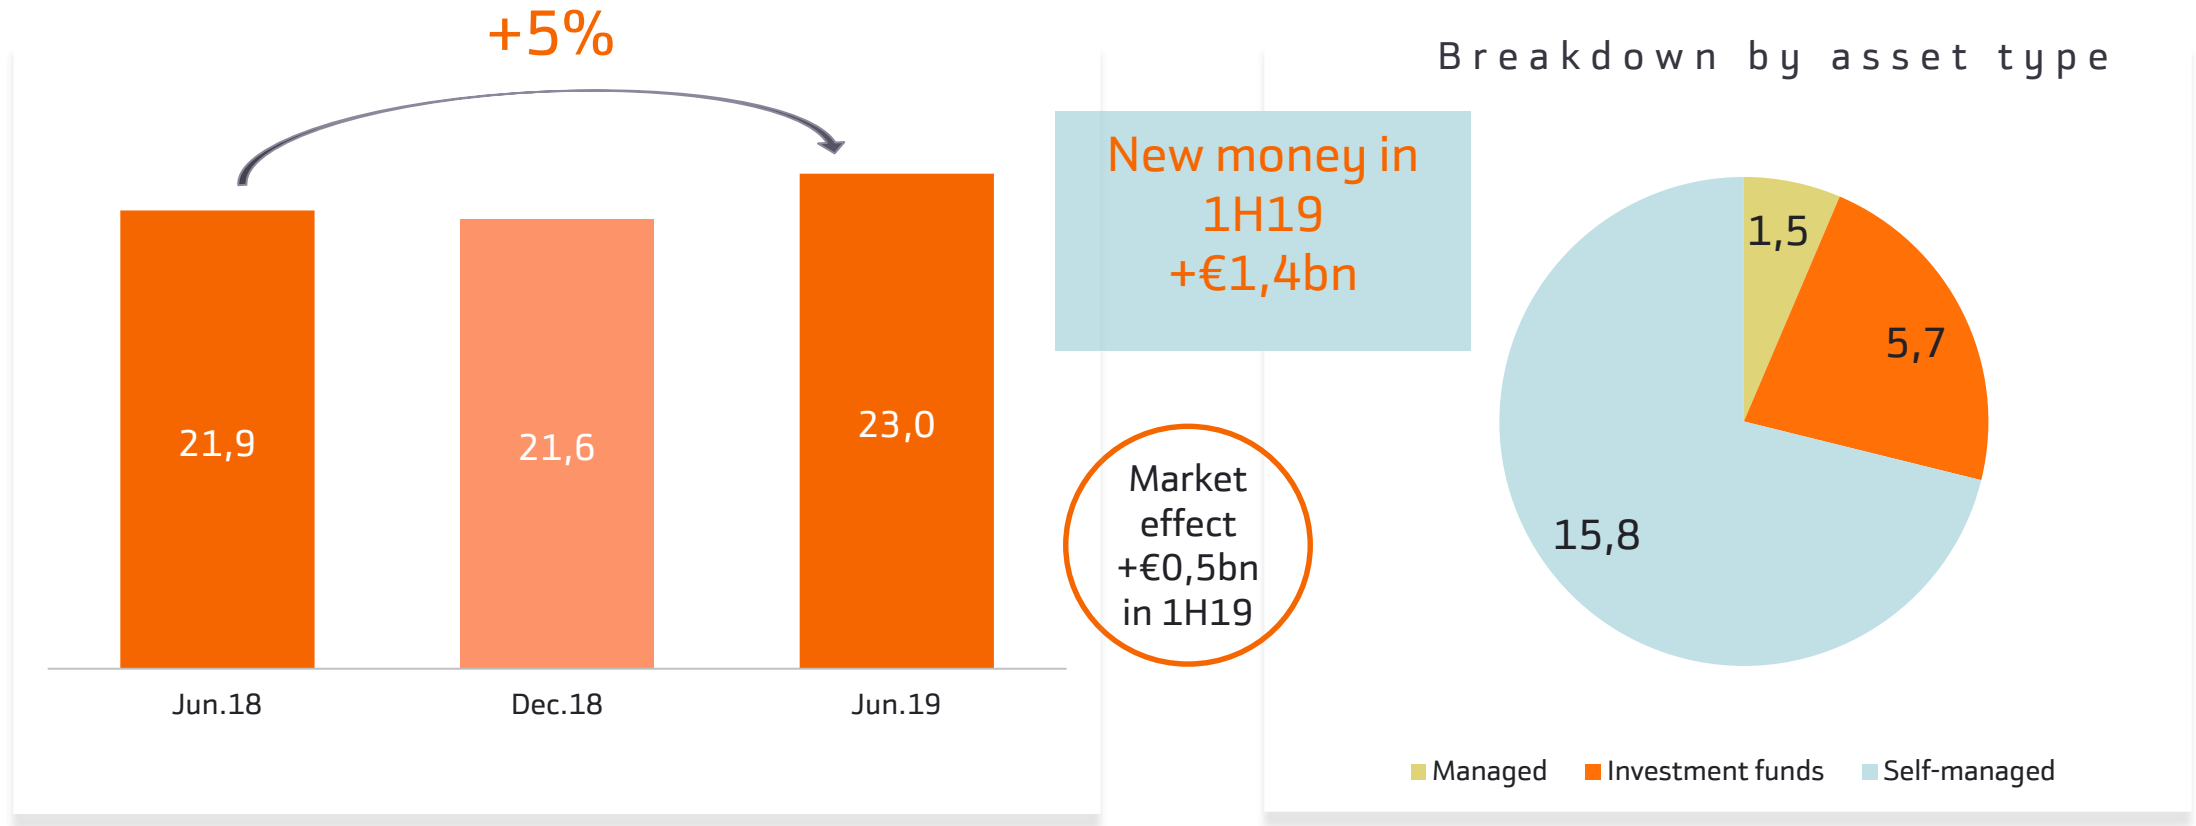 +5%
21,9
21,6
23,0
Jun.18
Dec.18
Jun.19
New money in
1H19
+€1,4bn
Market
effect
+€0,5bn
in 1H19
Breakdown by asset type
1,5
5,7
15,8
Managed
Investment funds
Self-managed